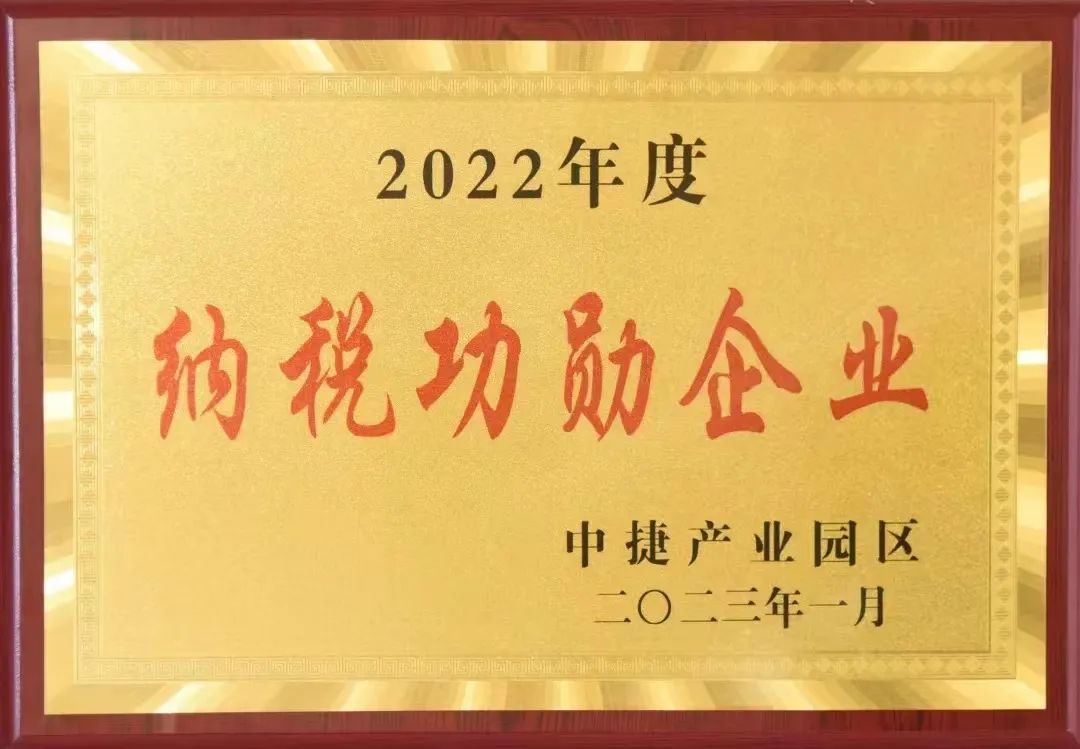 2022年度
纳税功勋企业
中捷产业园区
二〇二三年一月